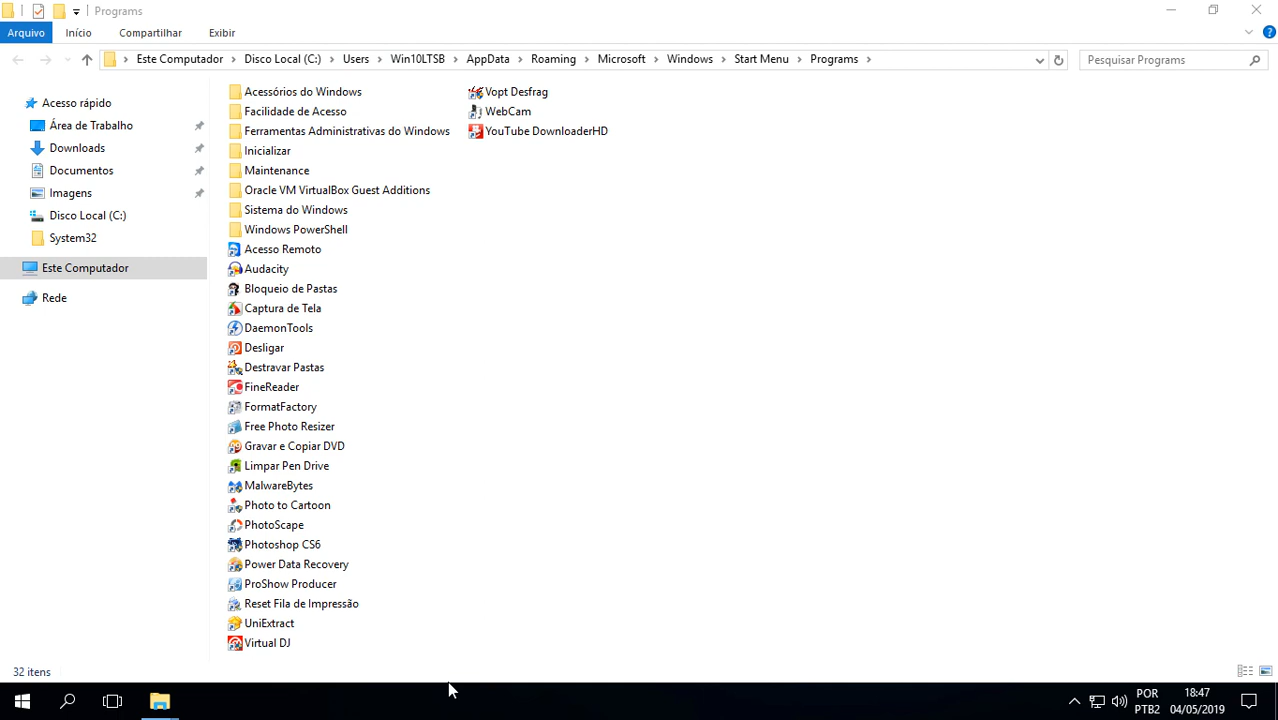 Programs
Arquivo Início Compartilhar Exibir
Este Computador Disco Local (C:) Users Win10LTSB AppData Roaming Microsoft Windows Start Menu Programs
Pesquisar Programs
Acesso rápido
Área de Trabalho
Downloads
Documentos
Imagens
Disco Local (C:)
System32
Este Computador
Rede
Acessórios do Windows
Facilidade de Acesso
Ferramentas Administrativas do Windows
Inicializar
Maintenance
Oracle VM VirtualBox Guest Additions
Sistema do Windows
Windows PowerShell
Acesso Remoto
Audacity
Bloqueio de Pastas
Captura de Tela
DaemonTools
Desligar
Destravar Pastas
FineReader
FormatFactory
Free Photo Resizer
Gravar e Copiar DVD
Limpar Pen Drive
MalwareBytes
Photo to Cartoon
PhotoScape
Photoshop CS6
Power Data Recovery
ProShow Producer
Reset Fila de Impressão
UniExtract
Virtual DJ
Vopt Desfrag
WebCam
YouTube DownloaderHD
32 itens
POR
PTB2
18:47
04/05/2019